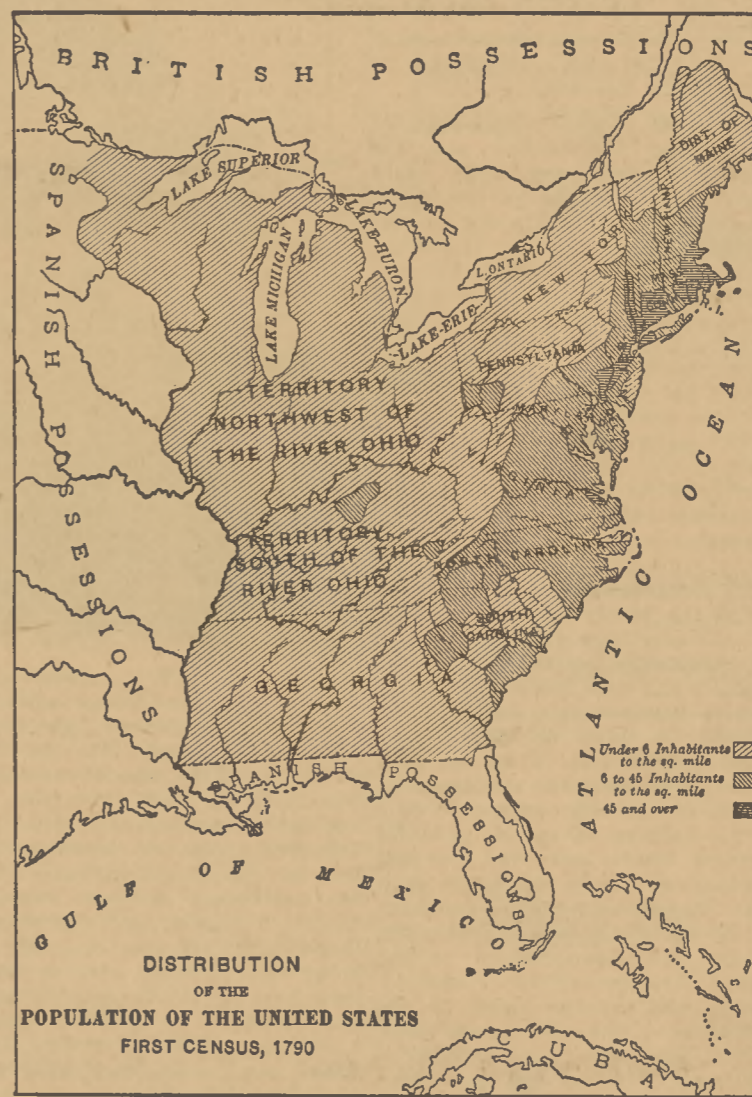 BRITISH POSSESSIONS
SPANISH POSSESSIONS
DIST. OF
MAINE
LAKE SUPERIOR
LAKE MICHIGAN
LAKE HURON
L. ONTARIO
LAKE-ERIE
NEW YORK
R. I.
PENNSYLVANIA
TERRITORY
NORTHWEST OF
THE RIVER OHIO
VIRGINIA
TERRITORY
SOUTH OF THE
RIVER OHIO
NORTH CAROLINA
SOUTH
CAROLINA
GEORGIA
ATLANTIC OCEAN
SPANISH POSSESSIONS
Under 6 Inhabitants
to the sq. mile
6 to 45 Inhabitants
to the sq. mile
45 and over
GULF OF MEXICO
DISTRIBUTION
OF THE
POPULATION OF THE UNITED STATES
FIRST CENSUS, 1790
CUBA